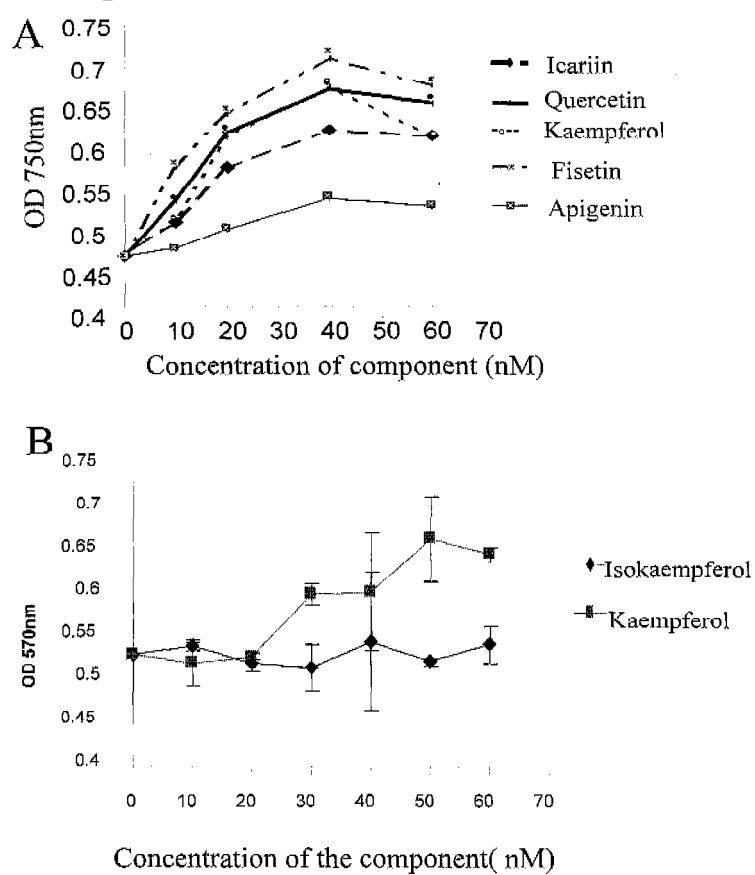 A
0.75
0.7
0.65
0.6
0.55
0.5
0.45
0.4
OD 750nm
0 10 20 30 40 50 60 70
Concentration of component (nM)
Icariin
Quercetin
Kaempferol
Fisetin
Apigenin
B
0.75
0.7
0.65
0.6
0.55
0.5
0.45
0.4
OD 570nm
0 10 20 30 40 50 60 70
Concentration of the component( nM)
Isokaempferol
Kaempferol